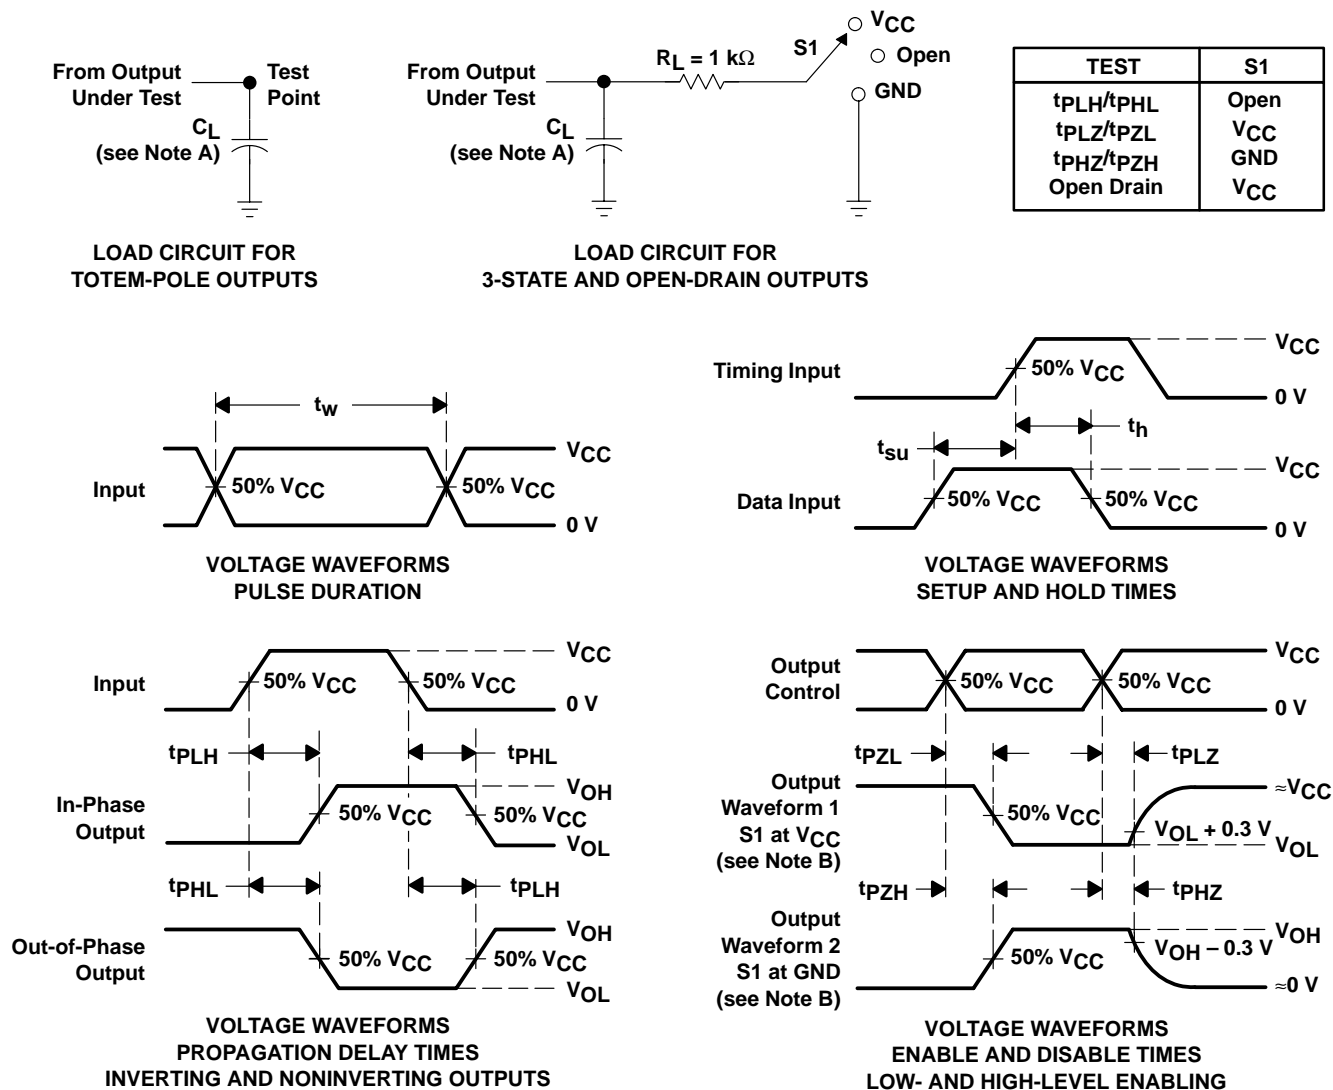 From Output
Under Test
Test
Point
CL
(see Note A)
LOAD CIRCUIT FOR
TOTEM-POLE OUTPUTS
From Output
Under Test
CL
(see Note A)
RL = 1 kΩ
S1
VCC
Open
GND
LOAD CIRCUIT FOR
3-STATE AND OPEN-DRAIN OUTPUTS
TEST S1
tPLH/tPHL Open
tPLZ/tPZL VCC
tPHZ/tPZH GND
Open Drain VCC
tw
Input
50% VCC
50% VCC
VCC
0 V
VOLTAGE WAVEFORMS
PULSE DURATION
Timing Input
50% VCC
VCC
0 V
tsu
th
Data Input
50% VCC
50% VCC
VCC
0 V
VOLTAGE WAVEFORMS
SETUP AND HOLD TIMES
Input
50% VCC
50% VCC
VCC
0 V
tPLH
tPHL
In-Phase
Output
50% VCC
50% VCC
VOH
VOL
tPHL
tPLH
Out-of-Phase
Output
50% VCC
50% VCC
VOH
VOL
VOLTAGE WAVEFORMS
PROPAGATION DELAY TIMES
INVERTING AND NONINVERTING OUTPUTS
Output
Control
50% VCC
50% VCC
VCC
0 V
tPZL
tPLZ
Output
Waveform 1
S1 at VCC
(see Note B)
50% VCC
VOL + 0.3 V
≈VCC
VOL
tPZH
tPHZ
Output
Waveform 2
S1 at GND
(see Note B)
50% VCC
VOH − 0.3 V
VOH
≈0 V
VOLTAGE WAVEFORMS
ENABLE AND DISABLE TIMES
LOW- AND HIGH-LEVEL ENABLING